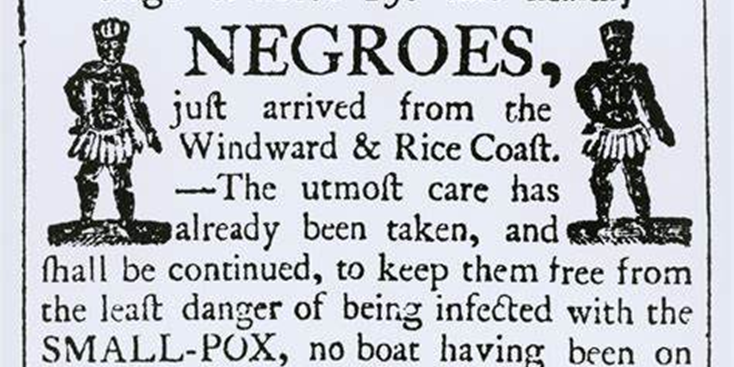 NEGROES,
juſt arrived from the
Windward & Rice Coaſt.
—The utmoſt care has
already been taken, and
ſhall be continued, to keep them free from
the leaſt danger of being infected with the
SMALL-POX, no boat having been on